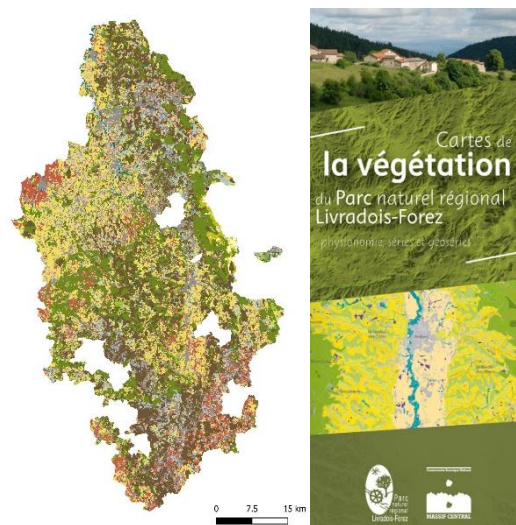 Cartes de
la végétation
du Parc naturel régional
Livradois-Forez
physionomie, séries et géoséries
0 7.5 15 km
Parc
naturel
régional
Livradois-Forez
MASSIF CENTRAL